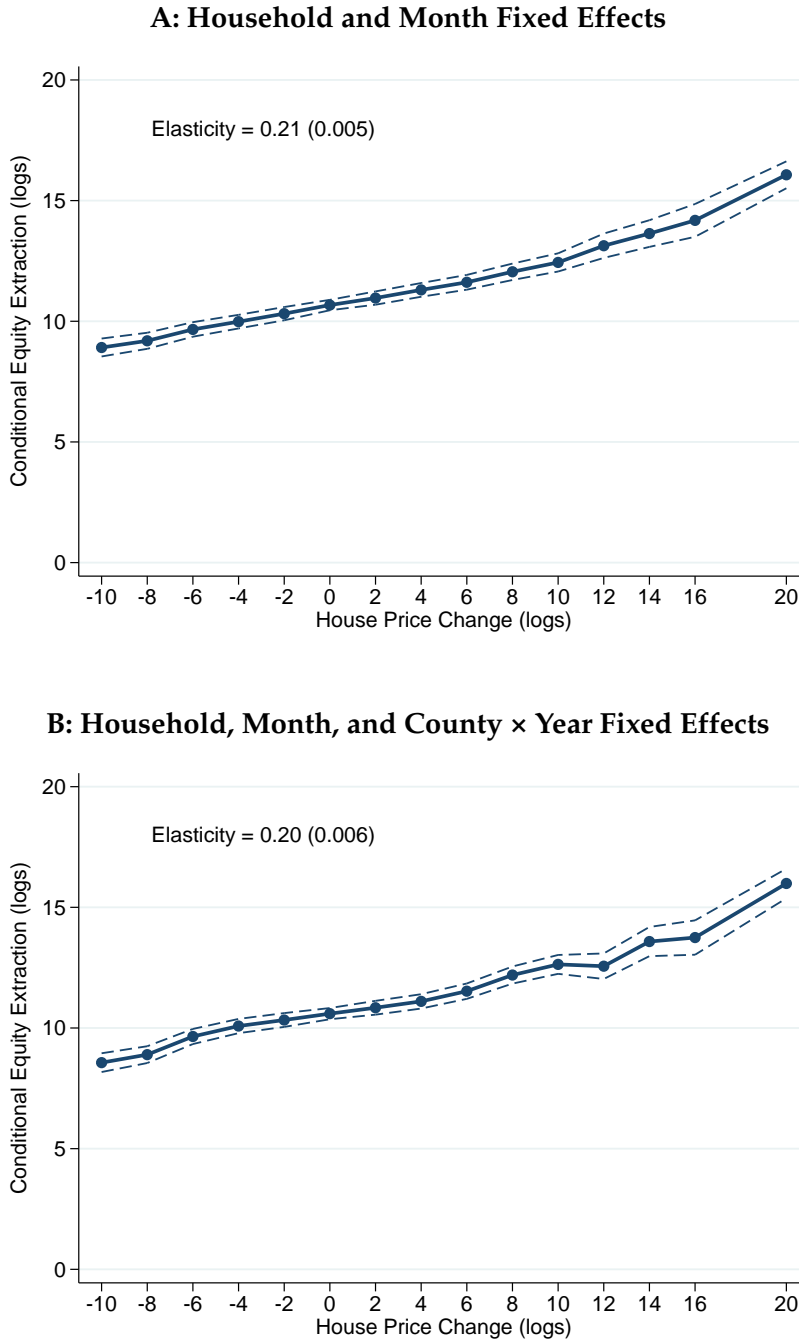 A: Household and Month Fixed Effects
20
Elasticity = 0.21 (0.005)
15
10
5
0
Conditional Equity Extraction (logs)
-10 -8 -6 -4 -2 0 2 4 6 8 10 12 14 16 20
House Price Change (logs)
B: Household, Month, and County × Year Fixed Effects
20
Elasticity = 0.20 (0.006)
15
10
5
0
Conditional Equity Extraction (logs)
-10 -8 -6 -4 -2 0 2 4 6 8 10 12 14 16 20
House Price Change (logs)